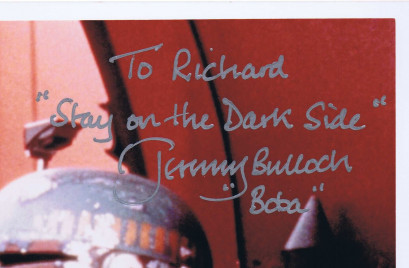 To Richard
"Stay on the Dark Side"
Jeremy Bulloch
"Boba"